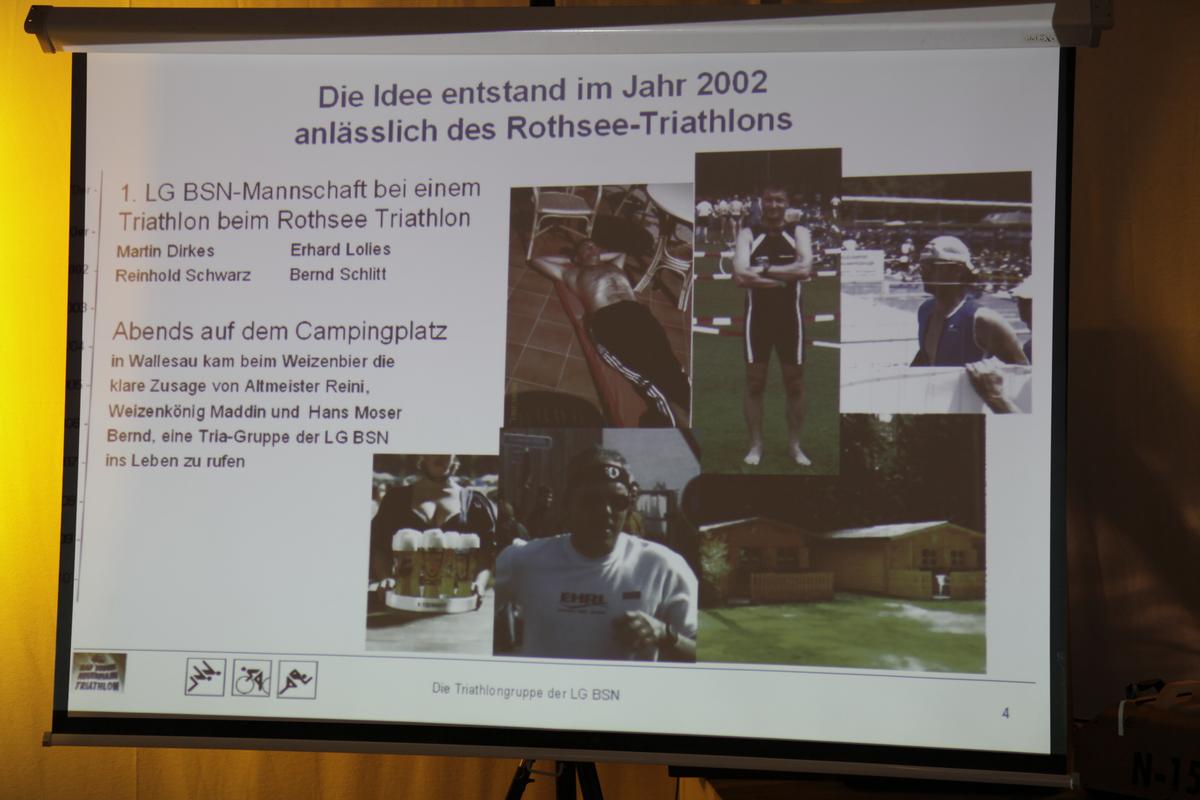 Die Idee entstand im Jahr 2002
anlässlich des Rothsee-Triathlons
1. LG BSN-Mannschaft bei einem
Triathlon beim Rothsee Triathlon
Martin Dirkes Erhard Lolies
Reinhold Schwarz Bernd Schlitt
Abends auf dem Campingplatz
in Wallesau kam beim Weizenbier die
klare Zusage von Altmeister Reini,
Weizenkönig Maddin und Hans Moser
Bernd, eine Tria-Gruppe der LG BSN
ins Leben zu rufen
EHRL
TRIATHLON
Die Triathlongruppe der LG BSN
4
N-15